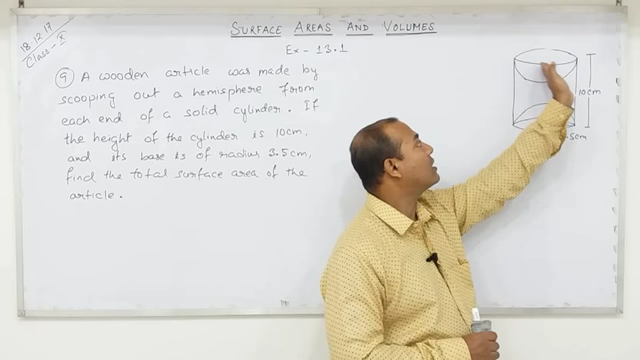 18.12.17
Class - X
SURFACE AREAS AND VOLUMES
Ex - 13.1
9 A wooden article was made by
scooping out a hemisphere from
each end of a solid cylinder. If
the height of the cylinder is 10cm,
and its base is of radius 3.5cm,
find the total surface area of the
article.
10cm
.5cm